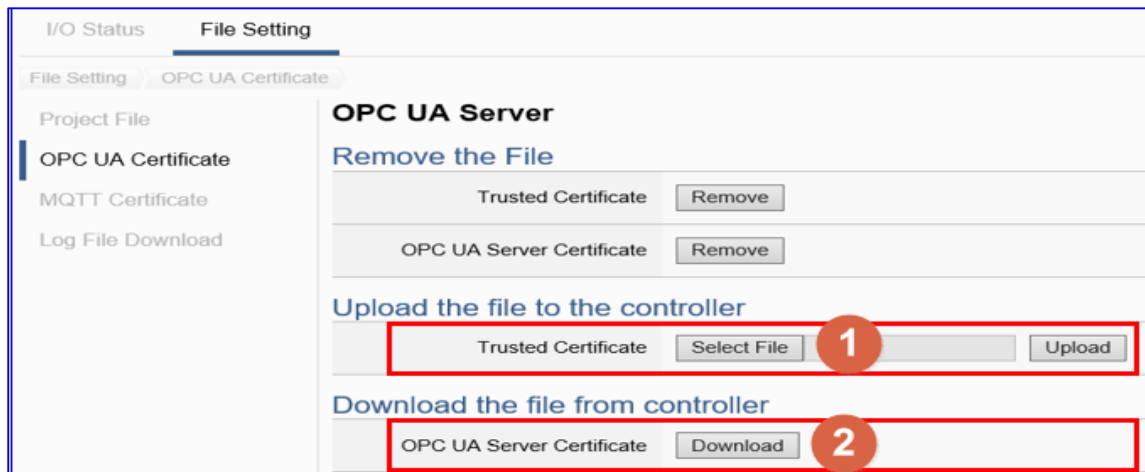 I/O Status File Setting
File Setting OPC UA Certificate
Project File
OPC UA Certificate
MQTT Certificate
Log File Download
OPC UA Server
Remove the File
Trusted Certificate Remove
OPC UA Server Certificate Remove
Upload the file to the controller
Trusted Certificate Select File 1 Upload
Download the file from controller
OPC UA Server Certificate Download 2